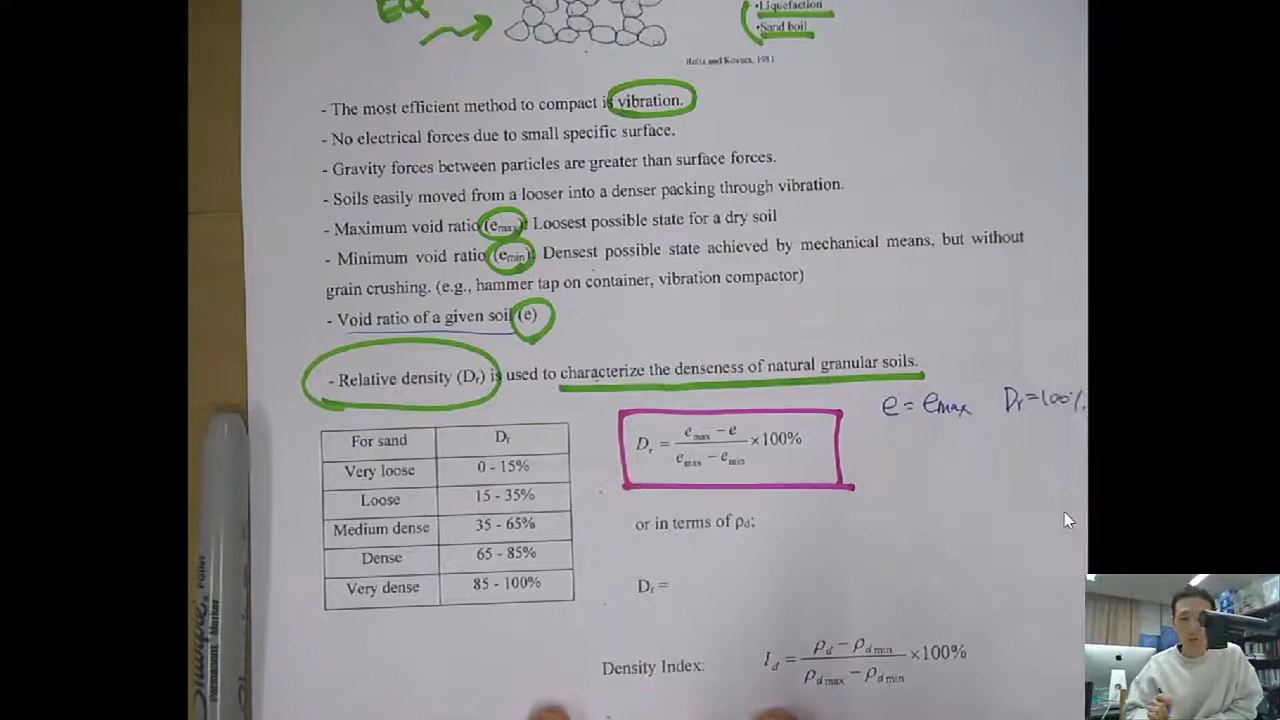 EQ
•Liquefaction
•Sand boil
Holtz and Kovacs, 1981
- The most efficient method to compact is vibration.
- No electrical forces due to small specific surface.
- Gravity forces between particles are greater than surface forces.
- Soils easily moved from a looser into a denser packing through vibration.
- Maximum void ratio (emax): Loosest possible state for a dry soil
- Minimum void ratio (emin): Densest possible state achieved by mechanical means, but without
grain crushing. (e.g., hammer tap on container, vibration compactor)
- Void ratio of a given soil (e)
- Relative density (Dr) is used to characterize the denseness of natural granular soils.
e = emax Dr=100%
For sand Dr
Very loose 0 - 15%
Loose 15 - 35%
Medium dense 35 - 65%
Dense 65 - 85%
Very dense 85 - 100%
Dr = (emax − e) / (emax − emin) ×100%
or in terms of ρd;
Dr =
Density Index: Id = (ρd − ρd min) / (ρd max − ρd min) ×100%
Sharpie
PERMANENT MARKER